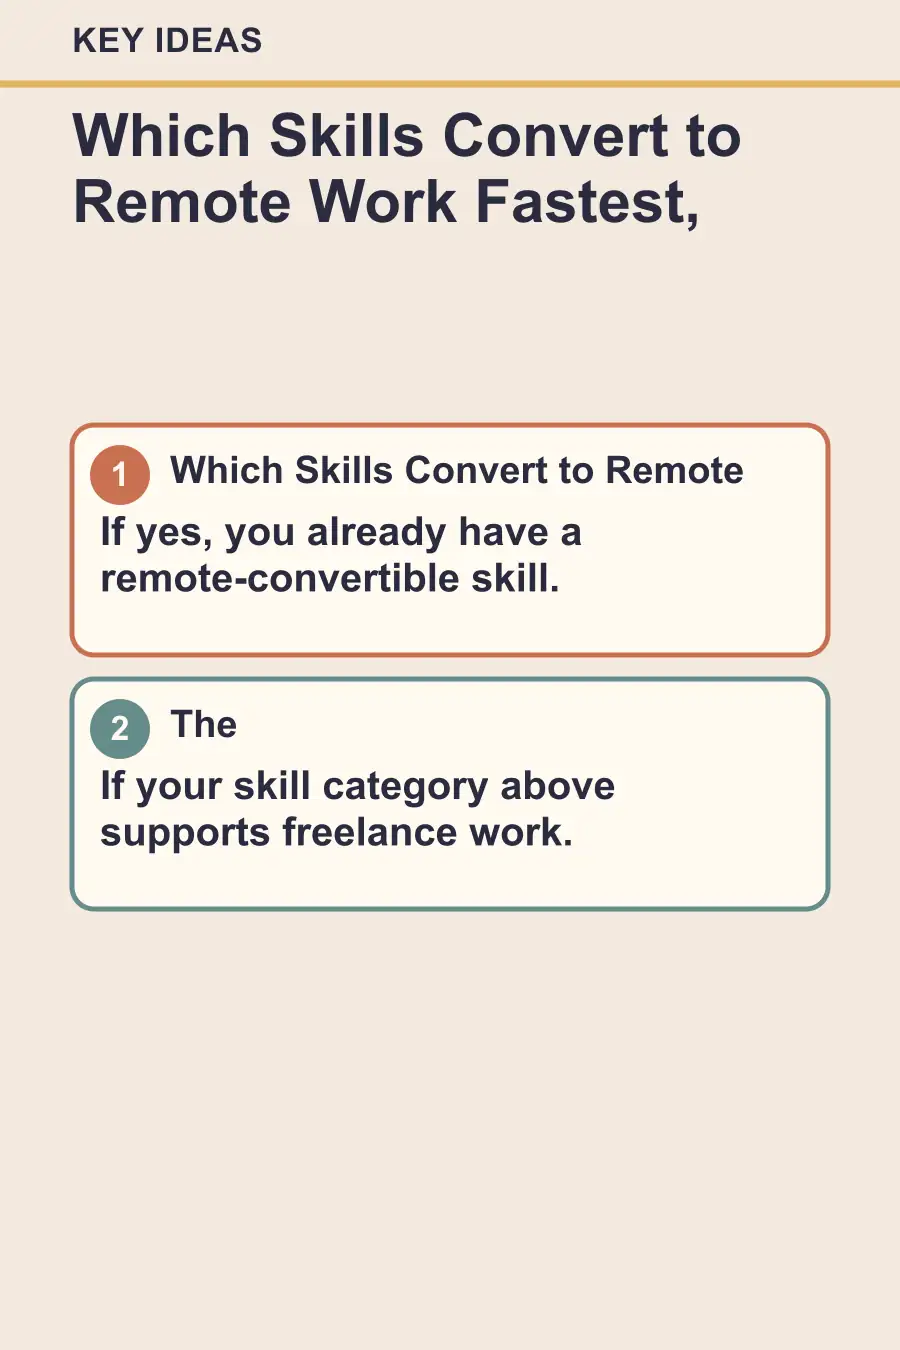 KEY IDEAS
Which Skills Convert to
Remote Work Fastest,
1 Which Skills Convert to Remote
If yes, you already have a
remote-convertible skill.
2 The
If your skill category above
supports freelance work.